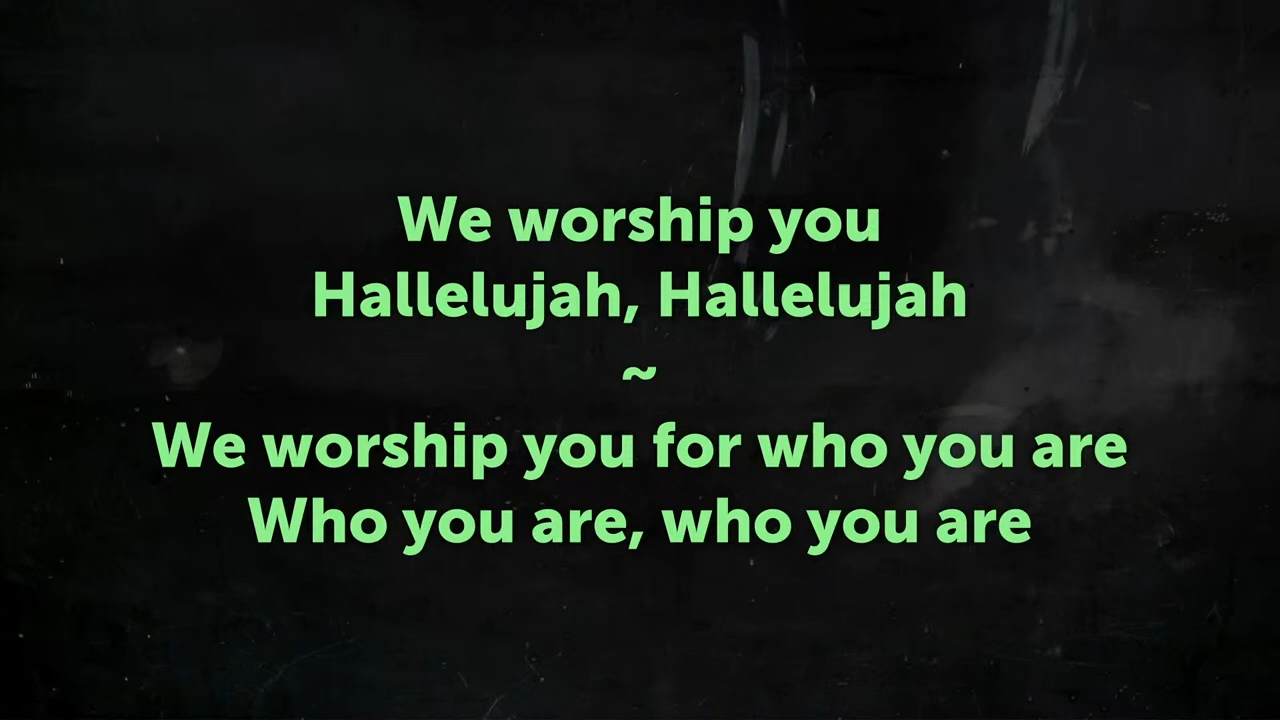 We worship you
Hallelujah, Hallelujah
~
We worship you for who you are
Who you are, who you are